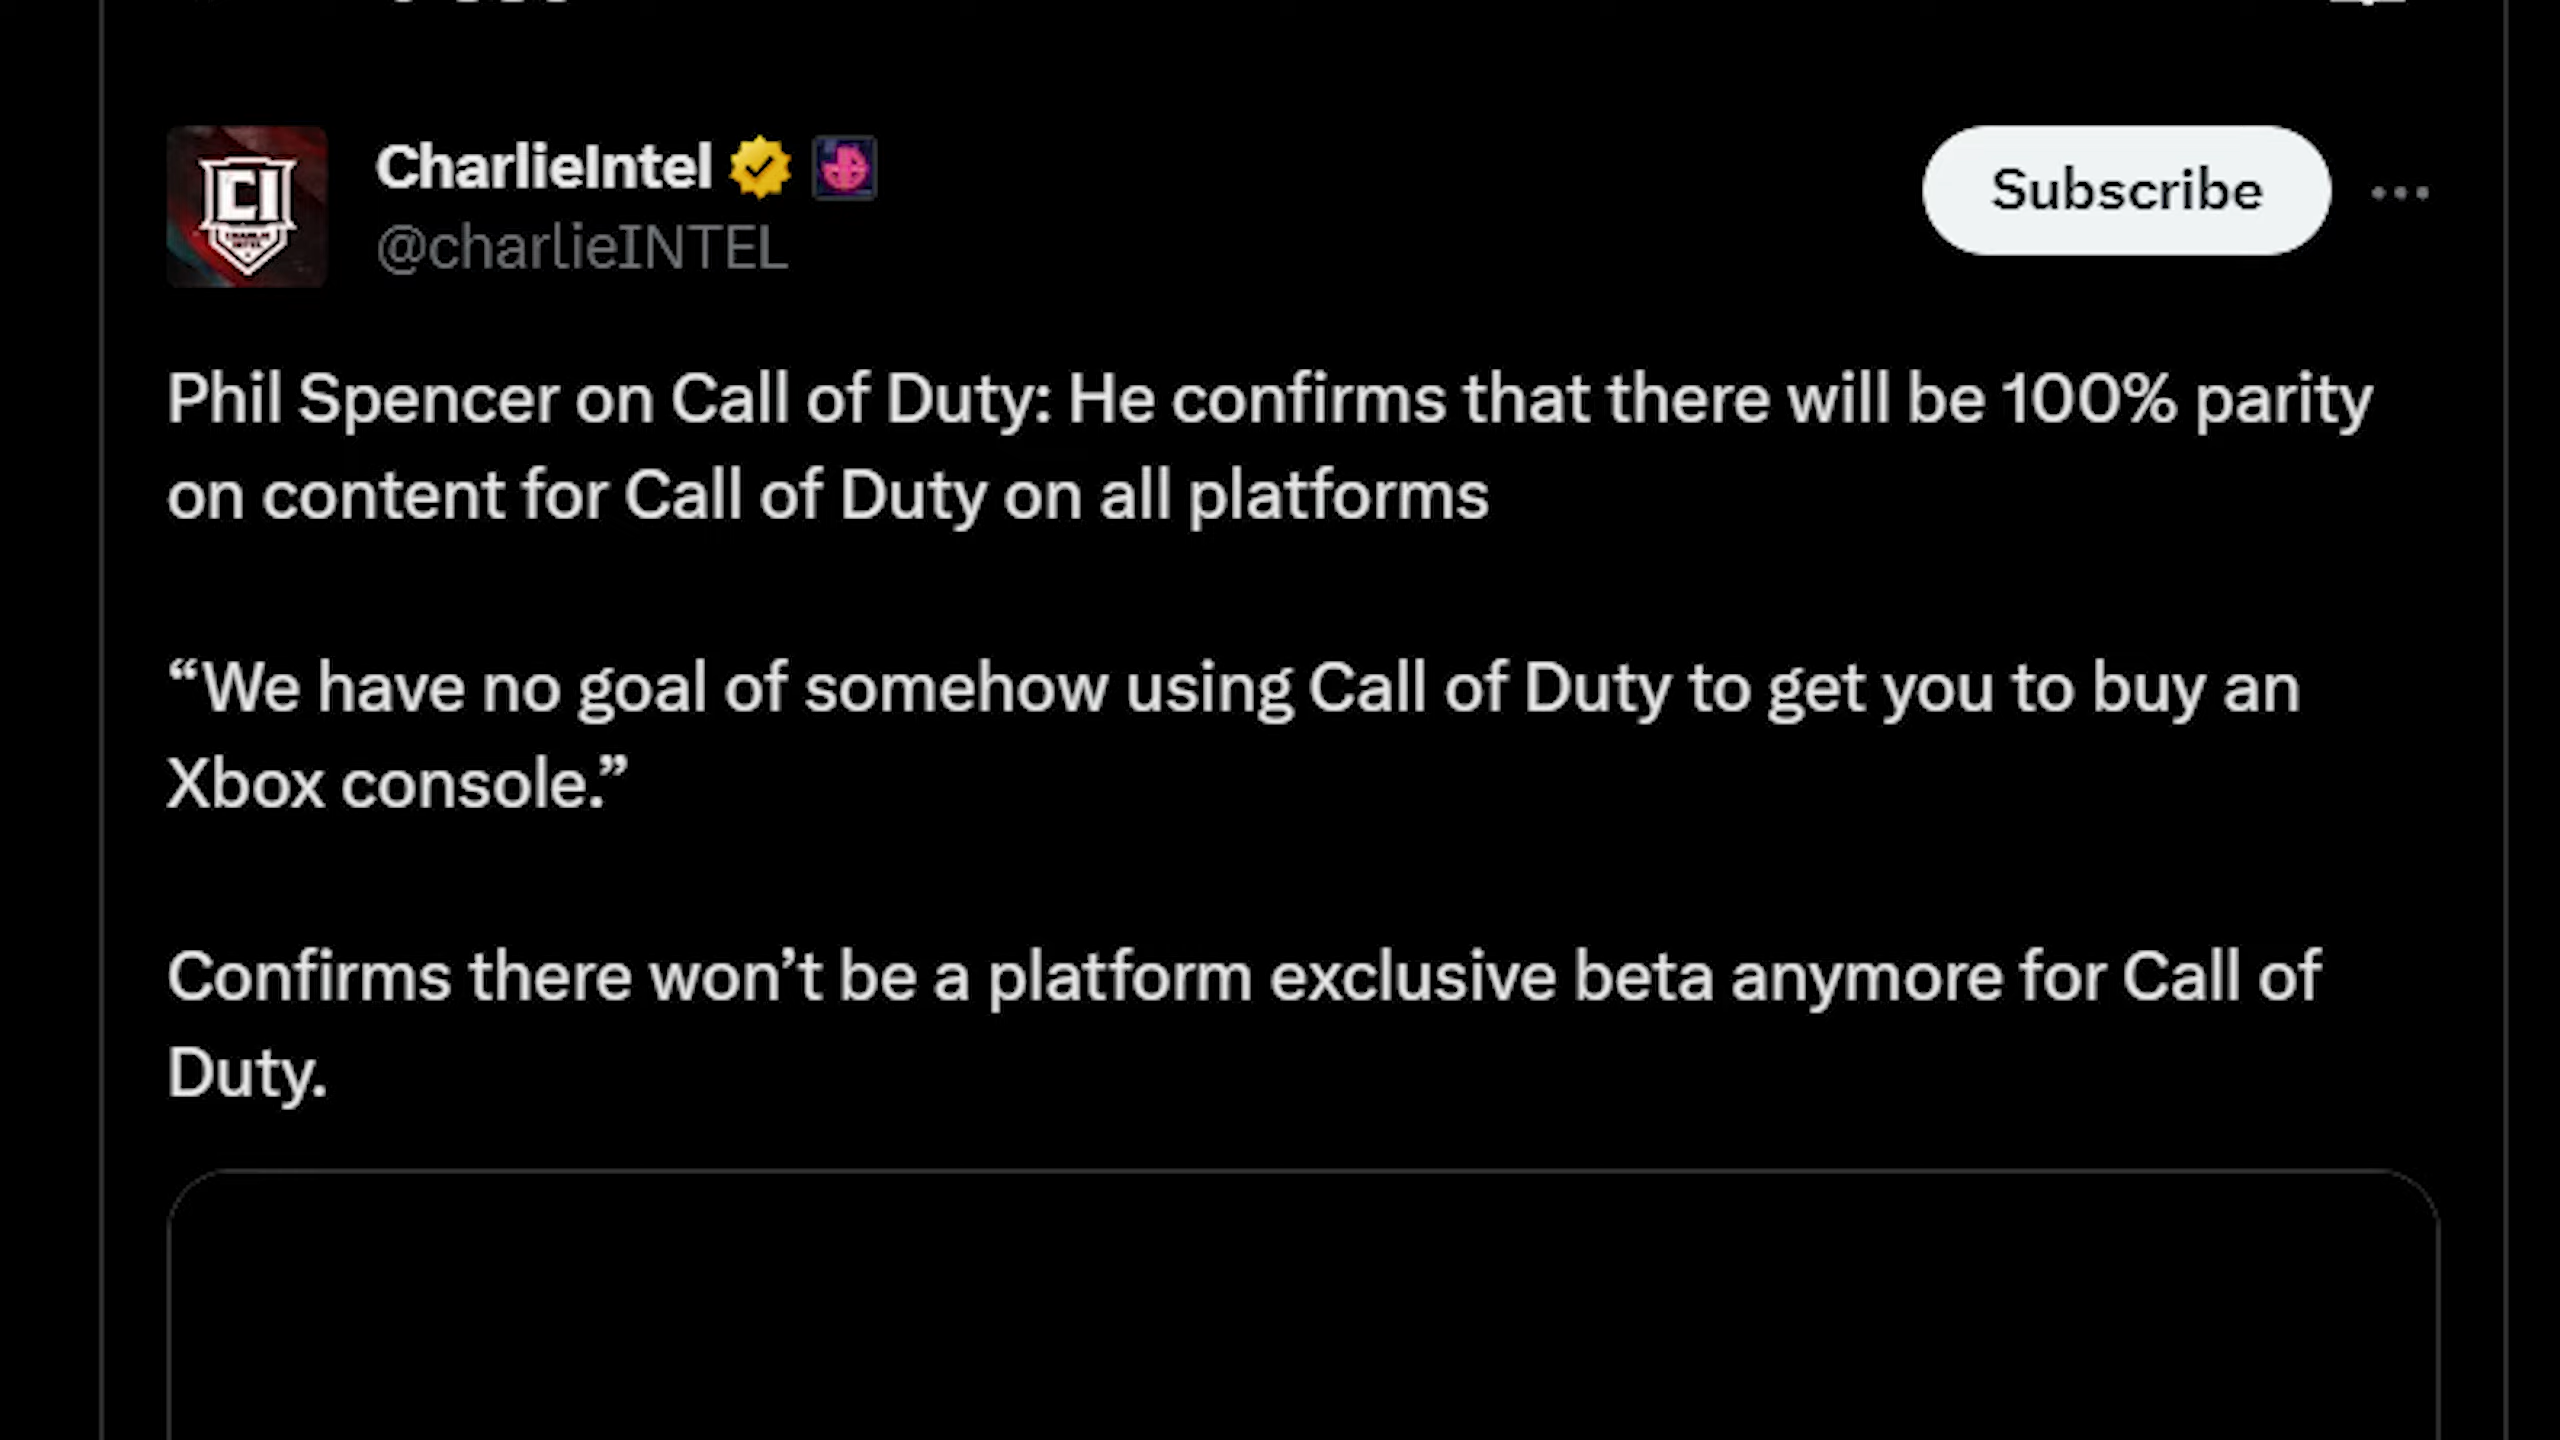 CharlieIntel
@charlieINTEL
Subscribe
CI
Phil Spencer on Call of Duty: He confirms that there will be 100% parity
on content for Call of Duty on all platforms
“We have no goal of somehow using Call of Duty to get you to buy an
Xbox console.”
Confirms there won’t be a platform exclusive beta anymore for Call of
Duty.